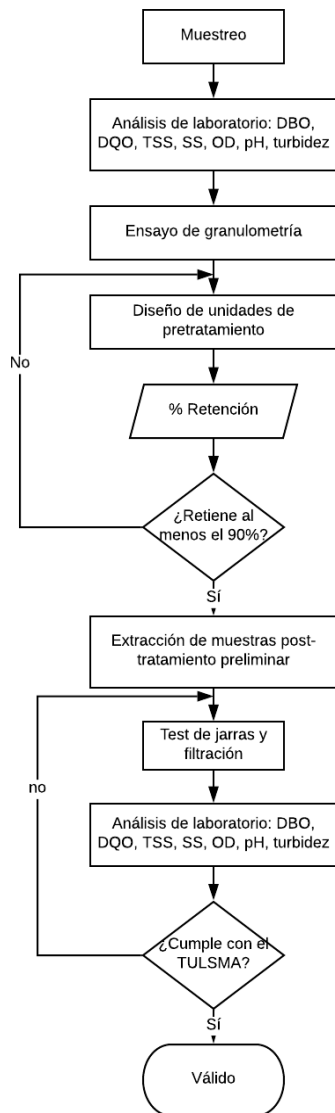 Muestreo
Análisis de laboratorio: DBO,
DQO, TSS, SS, OD, pH, turbidez
Ensayo de granulometría
Diseño de unidades de
pretratamiento
No
% Retención
¿Retiene al
menos el 90%?
Sí
Extracción de muestras post-
tratamiento preliminar
Test de jarras y
filtración
no
Análisis de laboratorio: DBO,
DQO, TSS, SS, OD, pH, turbidez
¿Cumple con el
TULSMA?
Sí
Válido